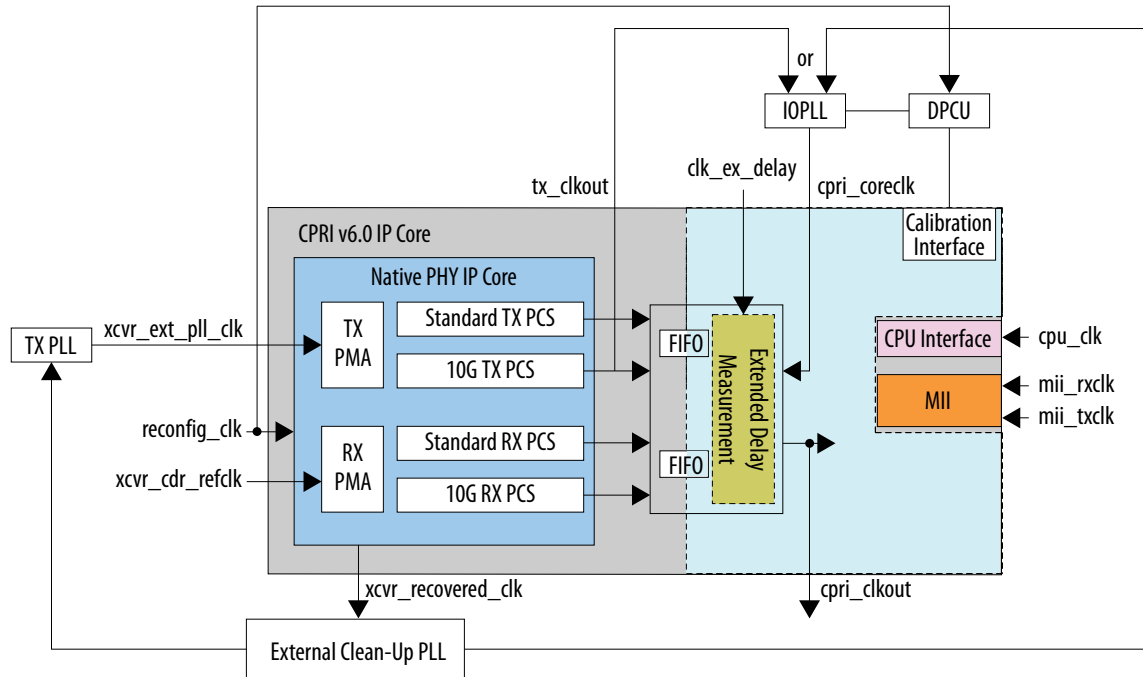 or
IOPLL
DPCU
clk_ex_delay
tx_clkout
cpri_coreclk
CPRI v6.0 IP Core
Calibration
Interface
Native PHY IP Core
xcvr_ext_pll_clk
TX
PMA
Standard TX PCS
TX PLL
FIFO
CPU Interface
cpu_clk
10G TX PCS
Extended Delay
Measurement
mii_rxclk
MII
mii_txclk
reconfig_clk
RX
PMA
Standard RX PCS
FIFO
xcvr_cdr_refclk
10G RX PCS
xcvr_recovered_clk
cpri_clkout
External Clean-Up PLL